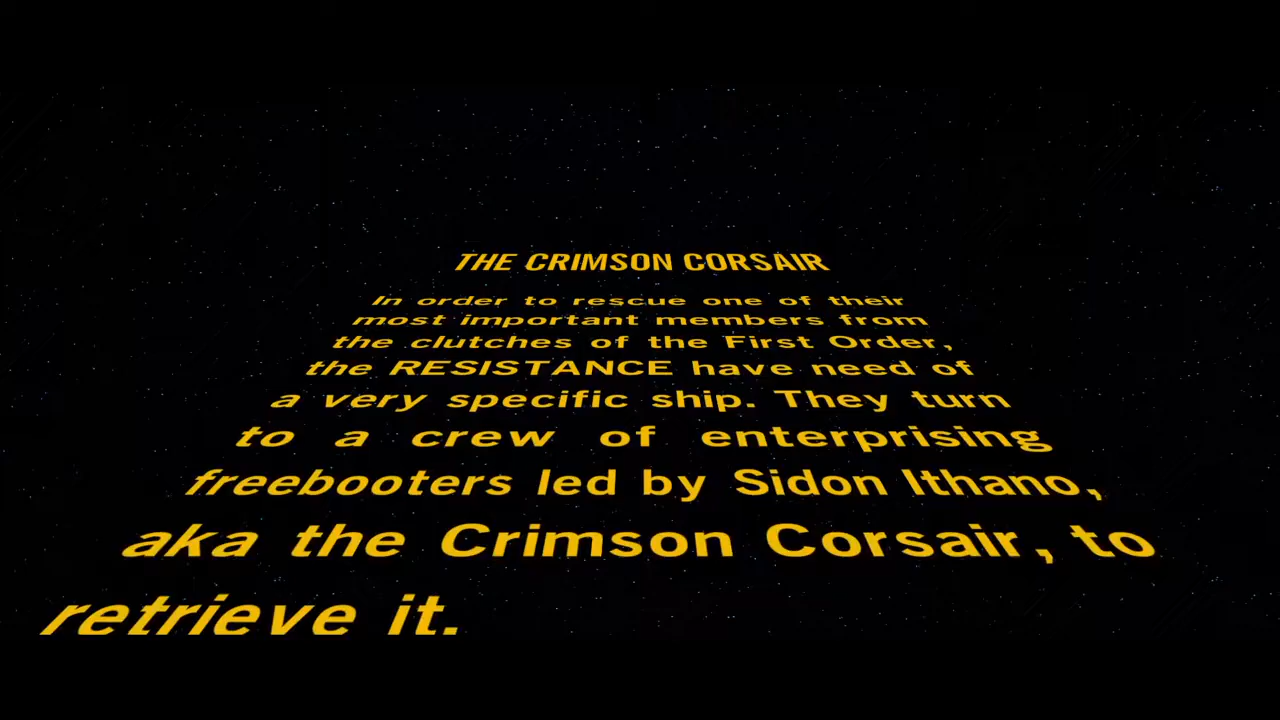 THE CRIMSON CORSAIR
In order to rescue one of their
most important members from
the clutches of the First Order,
the RESISTANCE have need of
a very specific ship. They turn
to a crew of enterprising
freebooters led by Sidon Ithano,
aka the Crimson Corsair, to
retrieve it.